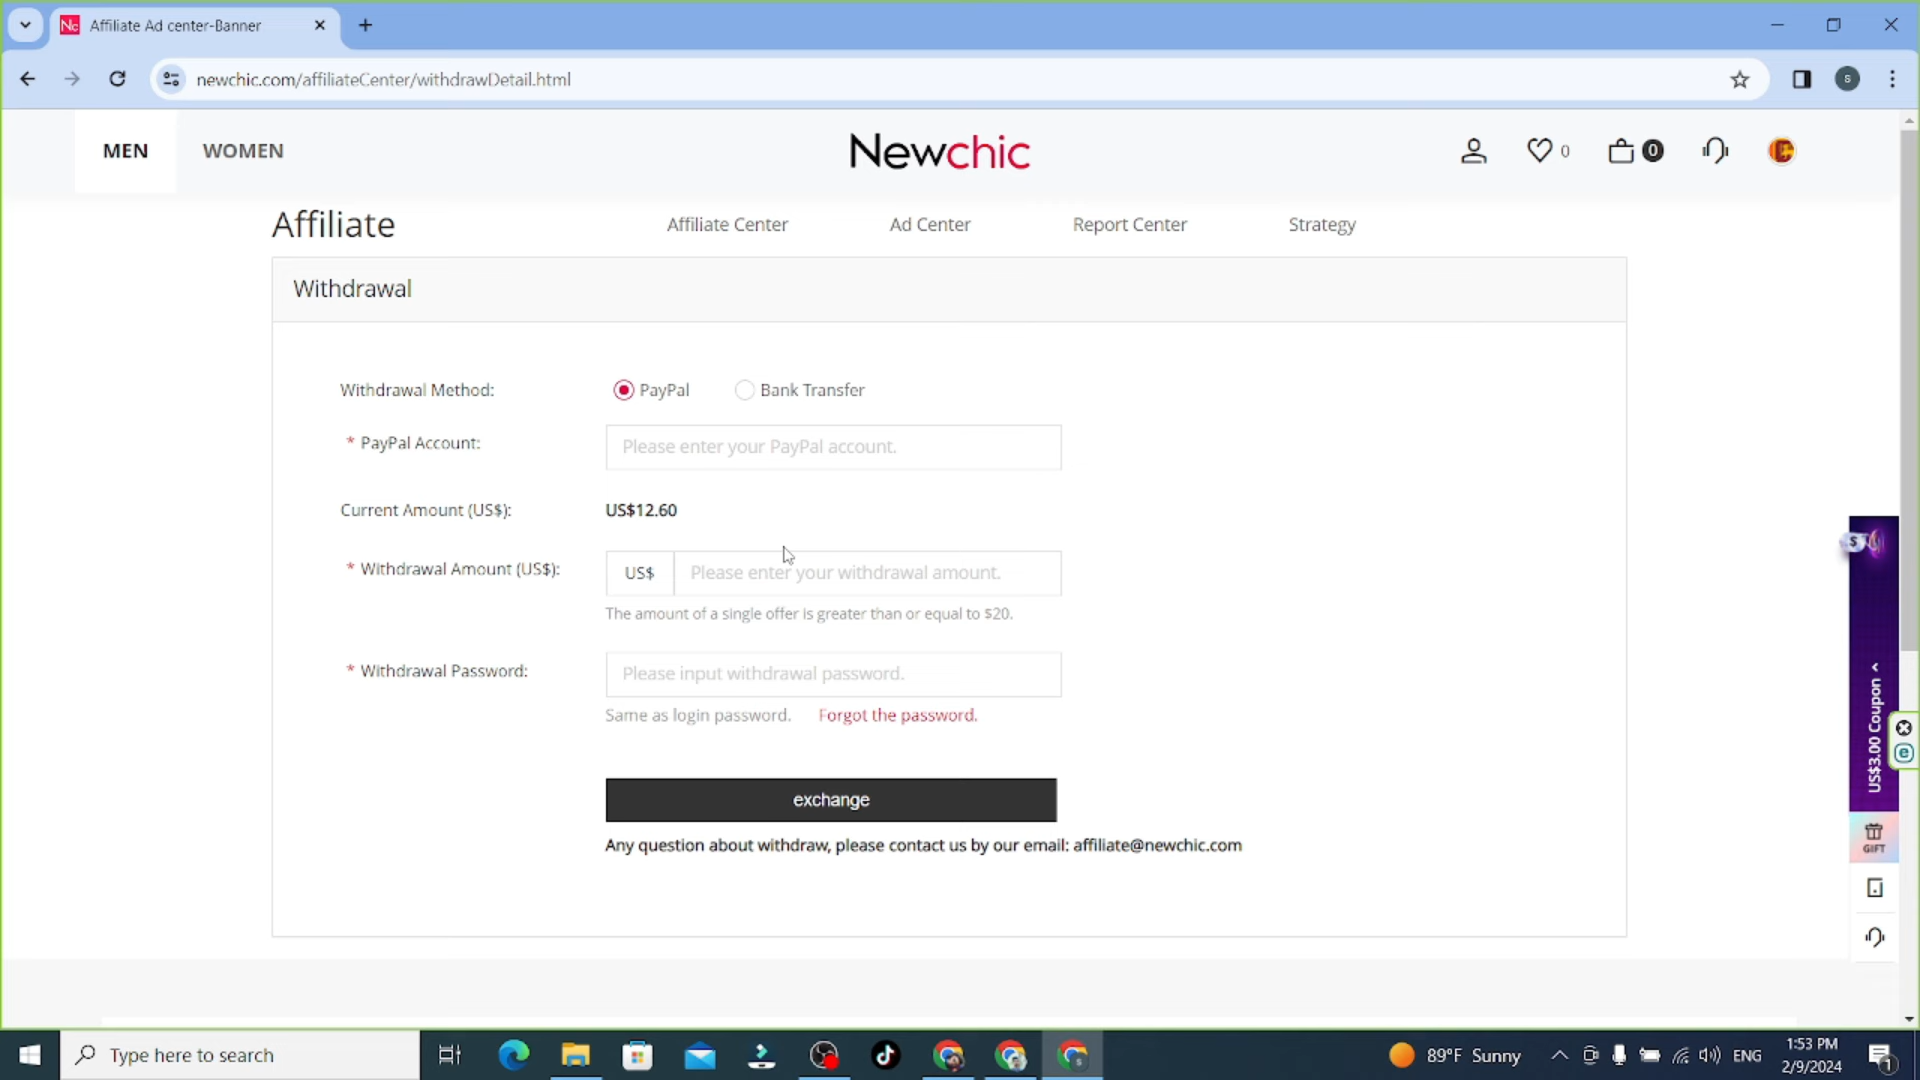 Nc Affiliate Ad center-Banner
newchic.com/affiliateCenter/withdrawDetail.html
S
MEN WOMEN Newchic 0 0
Affiliate Affiliate Center Ad Center Report Center Strategy
Withdrawal
Withdrawal Method: PayPal Bank Transfer
* PayPal Account: Please enter your PayPal account.
Current Amount (US$): US$12.60
* Withdrawal Amount (US$): US$ Please enter your withdrawal amount.
The amount of a single offer is greater than or equal to $20.
* Withdrawal Password: Please input withdrawal password.
Same as login password. Forgot the password.
exchange
Any question about withdraw, please contact us by our email: affiliate@newchic.com
$
US$3.00 Coupon
GIFT
Type here to search
89°F Sunny
ENG
1:53 PM
2/9/2024
1